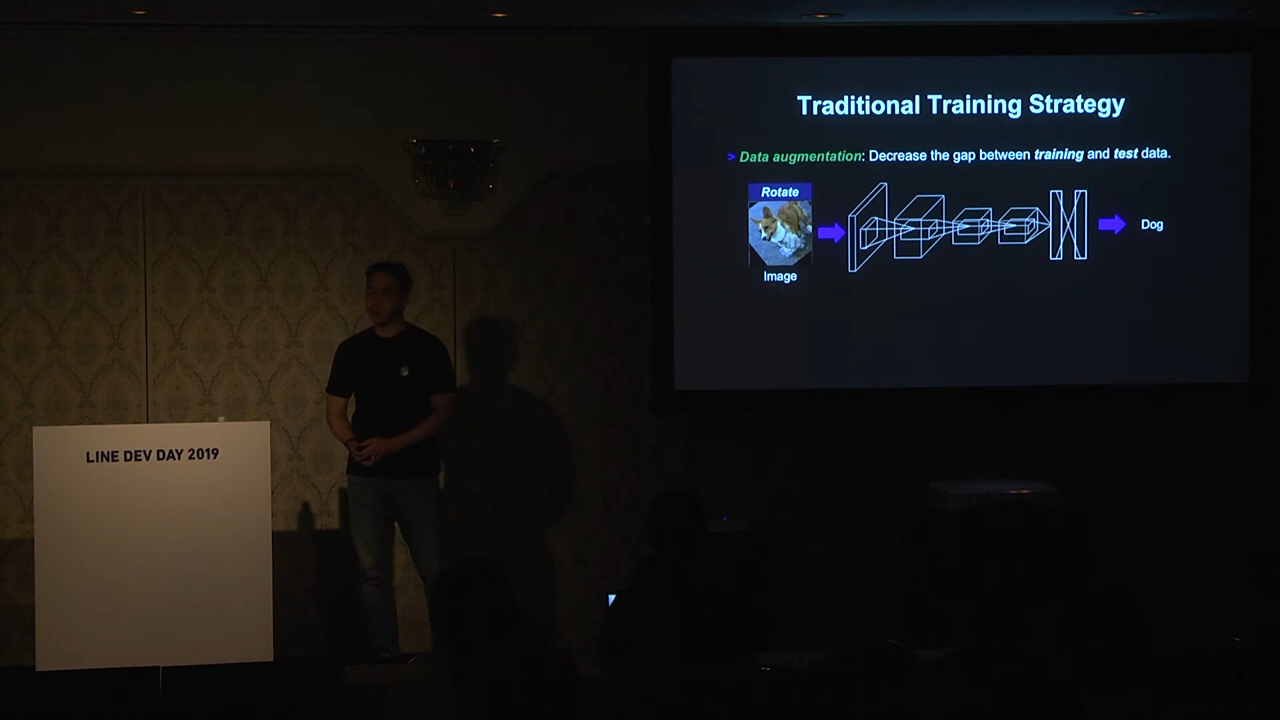 Traditional Training Strategy
> Data augmentation: Decrease the gap between training and test data.
Rotate
Image
Dog
LINE DEV DAY 2019